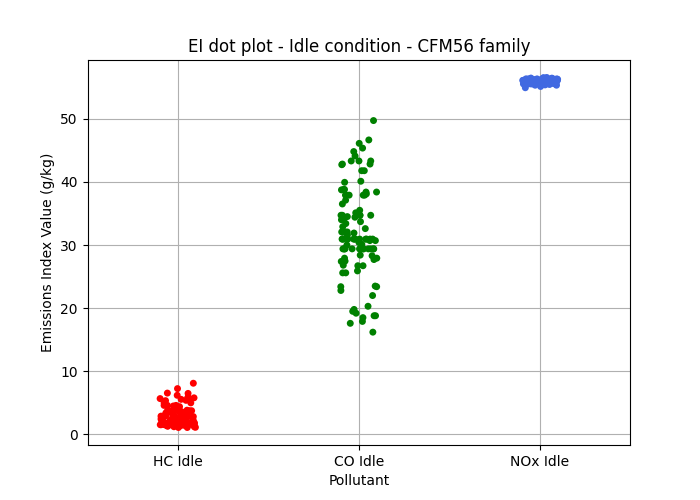 EI dot plot - Idle condition - CFM56 family
Emissions Index Value (g/kg)
50
40
30
20
10
0
HC Idle
CO Idle
NOx Idle
Pollutant